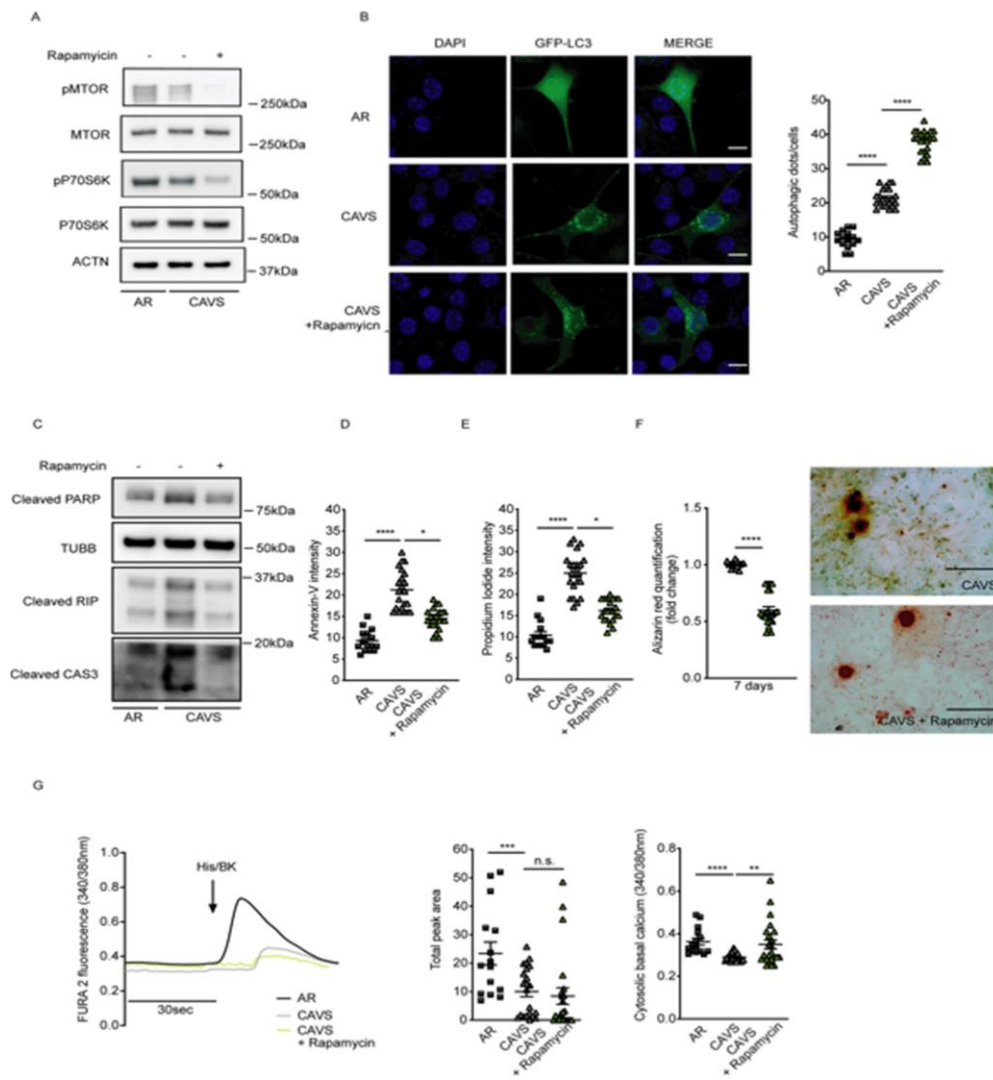 A
Rapamyicin - - +
pMTOR
250kDa
MTOR
250kDa
pP70S6K
50kDa
P70S6K
50kDa
ACTN
37kDa
AR CAVS
B
DAPI GFP-LC3 MERGE
AR
CAVS
CAVS
+Rapamyicn
Autophagic dots/cells
50
40
30
20
10
0
****
****
AR
CAVS
CAVS
+Rapamycin
C
Rapamycin - - +
Cleaved PARP
75kDa
TUBB
50kDa
37kDa
Cleaved RIP
20kDa
Cleaved CAS3
AR CAVS
D
Annexin-V intensity
40
35
30
25
20
15
10
5
0
**** *
AR
CAVS
CAVS
+ Rapamycin
E
Propidium Iodide intensity
40
35
30
25
20
15
10
5
0
**** *
AR
CAVS
CAVS
+ Rapamycin
F
Alizarin red quantification
(fold change)
1.5
1.0
0.5
0.0
****
7 days
CAVS
CAVS + Rapamycin
G
FURA 2 fluorescence (340/380nm)
1.0
0.8
0.6
0.4
0.2
0.0
His/BK
30sec
AR
CAVS
CAVS
+ Rapamycin
Total peak area
60
50
40
30
20
10
0
***
n.s.
AR
CAVS
CAVS
+ Rapamycin
Cytosolic basal calcium (340/380nm)
0.8
0.6
0.4
0.2
0.0
**** **
AR
CAVS
CAVS
+ Rapamycin